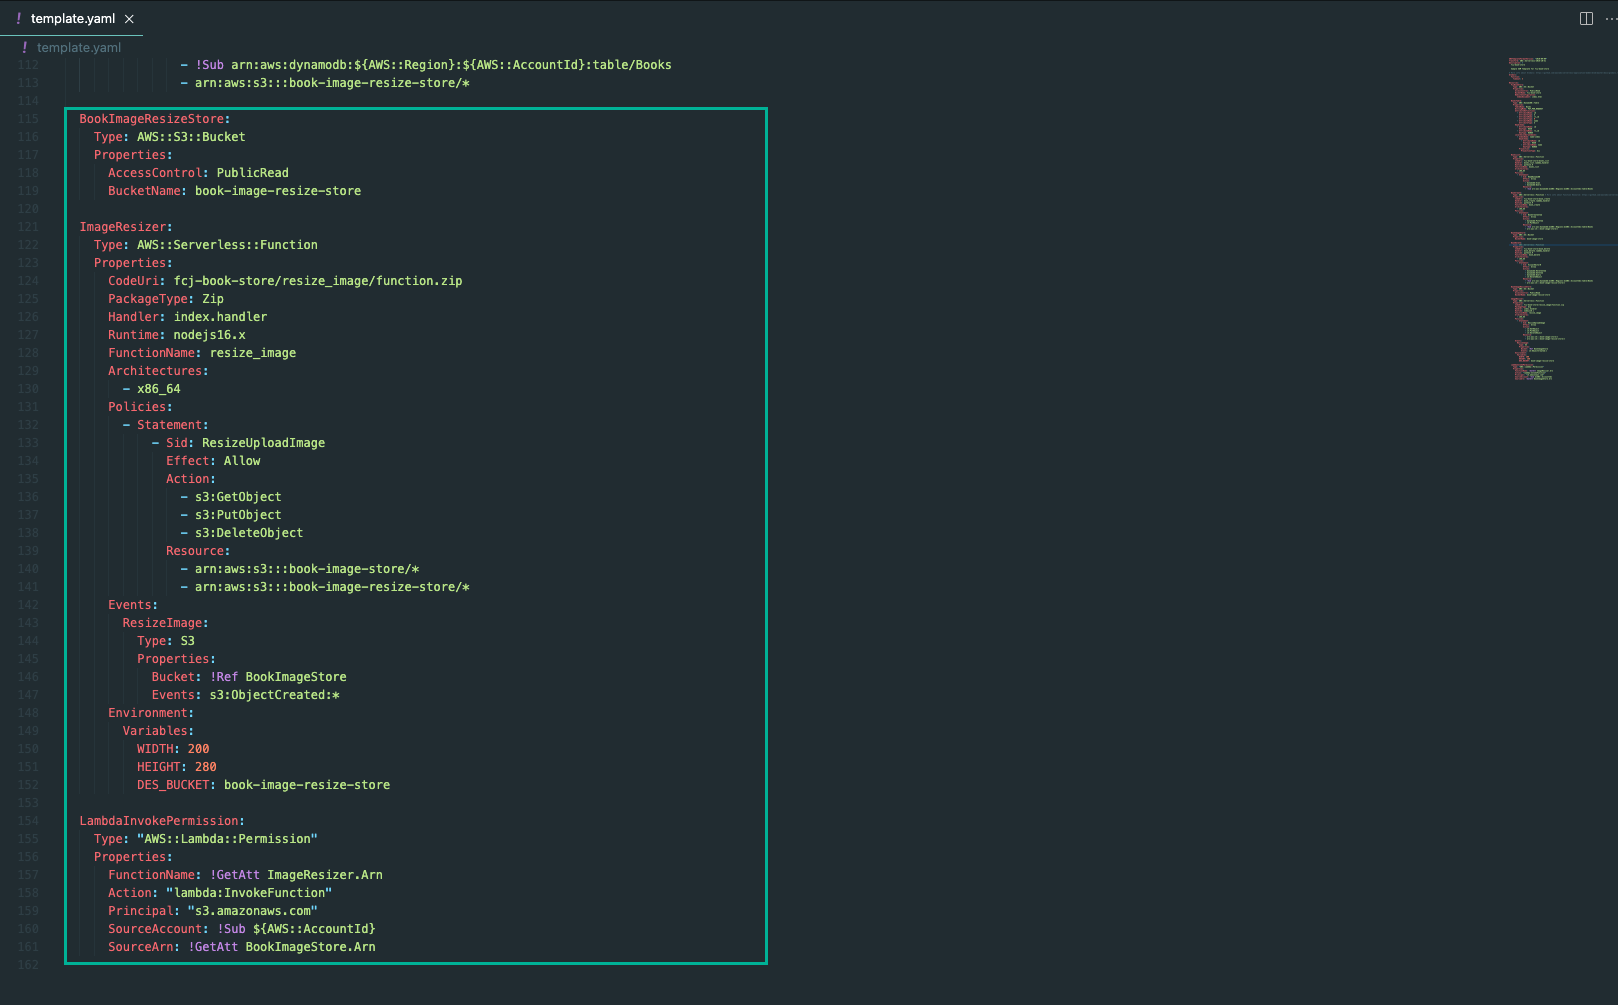 ! template.yaml ×
! template.yaml
112 - !Sub arn:aws:dynamodb:${AWS::Region}:${AWS::AccountId}:table/Books
113 - arn:aws:s3:::book-image-resize-store/*
114
115 BookImageResizeStore:
116 Type: AWS::S3::Bucket
117 Properties:
118 AccessControl: PublicRead
119 BucketName: book-image-resize-store
120
121 ImageResizer:
122 Type: AWS::Serverless::Function
123 Properties:
124 CodeUri: fcj-book-store/resize_image/function.zip
125 PackageType: Zip
126 Handler: index.handler
127 Runtime: nodejs16.x
128 FunctionName: resize_image
129 Architectures:
130 - x86_64
131 Policies:
132 - Statement:
133 - Sid: ResizeUploadImage
134 Effect: Allow
135 Action:
136 - s3:GetObject
137 - s3:PutObject
138 - s3:DeleteObject
139 Resource:
140 - arn:aws:s3:::book-image-store/*
141 - arn:aws:s3:::book-image-resize-store/*
142 Events:
143 ResizeImage:
144 Type: S3
145 Properties:
146 Bucket: !Ref BookImageStore
147 Events: s3:ObjectCreated:*
148 Environment:
149 Variables:
150 WIDTH: 200
151 HEIGHT: 280
152 DES_BUCKET: book-image-resize-store
153
154 LambdaInvokePermission:
155 Type: "AWS::Lambda::Permission"
156 Properties:
157 FunctionName: !GetAtt ImageResizer.Arn
158 Action: "lambda:InvokeFunction"
159 Principal: "s3.amazonaws.com"
160 SourceAccount: !Sub ${AWS::AccountId}
161 SourceArn: !GetAtt BookImageStore.Arn
162